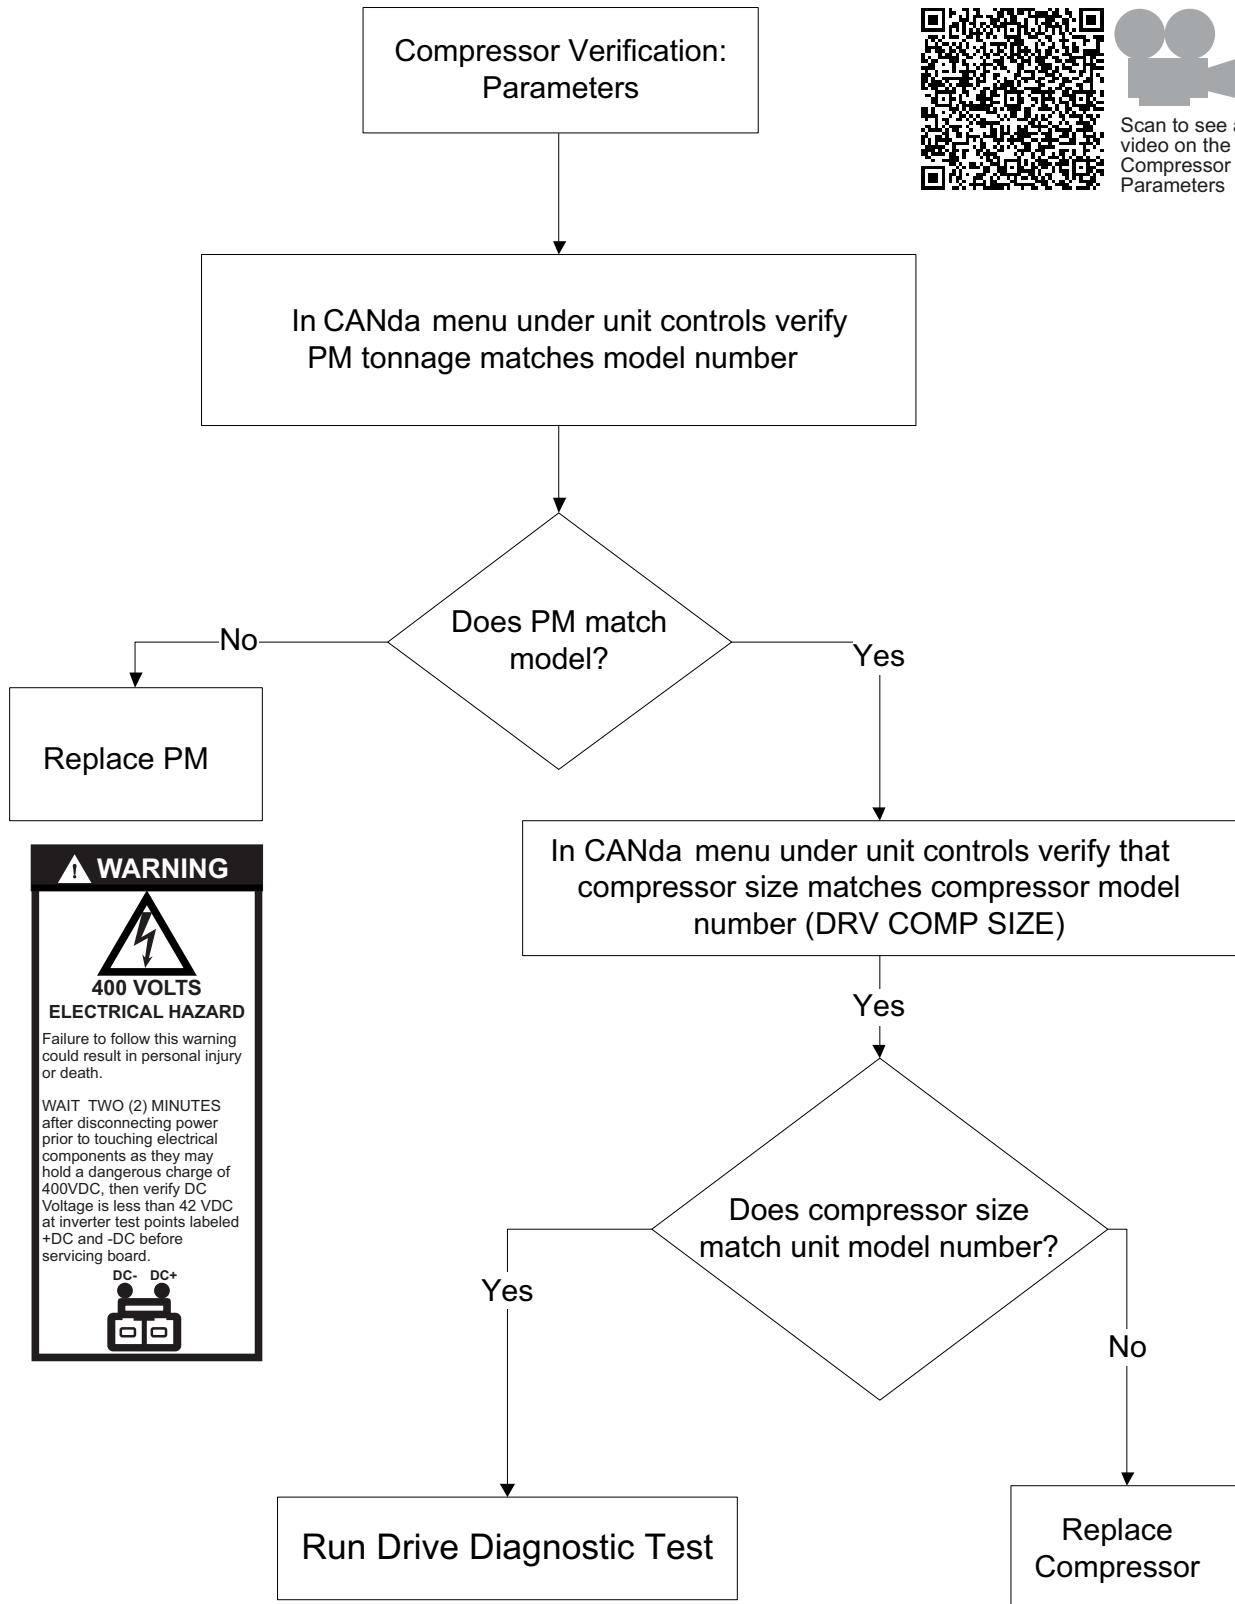 Compressor Verification:
Parameters
Scan to see a
video on the
Compressor
Parameters
In CANda menu under unit controls verify
PM tonnage matches model number
Does PM match
model?
No
Yes
Replace PM
In CANda menu under unit controls verify that
compressor size matches compressor model
number (DRV COMP SIZE)
! WARNING
400 VOLTS
ELECTRICAL HAZARD
Failure to follow this warning
could result in personal injury
or death.
WAIT TWO (2) MINUTES
after disconnecting power
prior to touching electrical
components as they may
hold a dangerous charge of
400VDC, then verify DC
Voltage is less than 42 VDC
at inverter test points labeled
+DC and -DC before
servicing board.
DC- DC+
Yes
Does compressor size
match unit model number?
Yes
No
Run Drive Diagnostic Test
Replace
Compressor